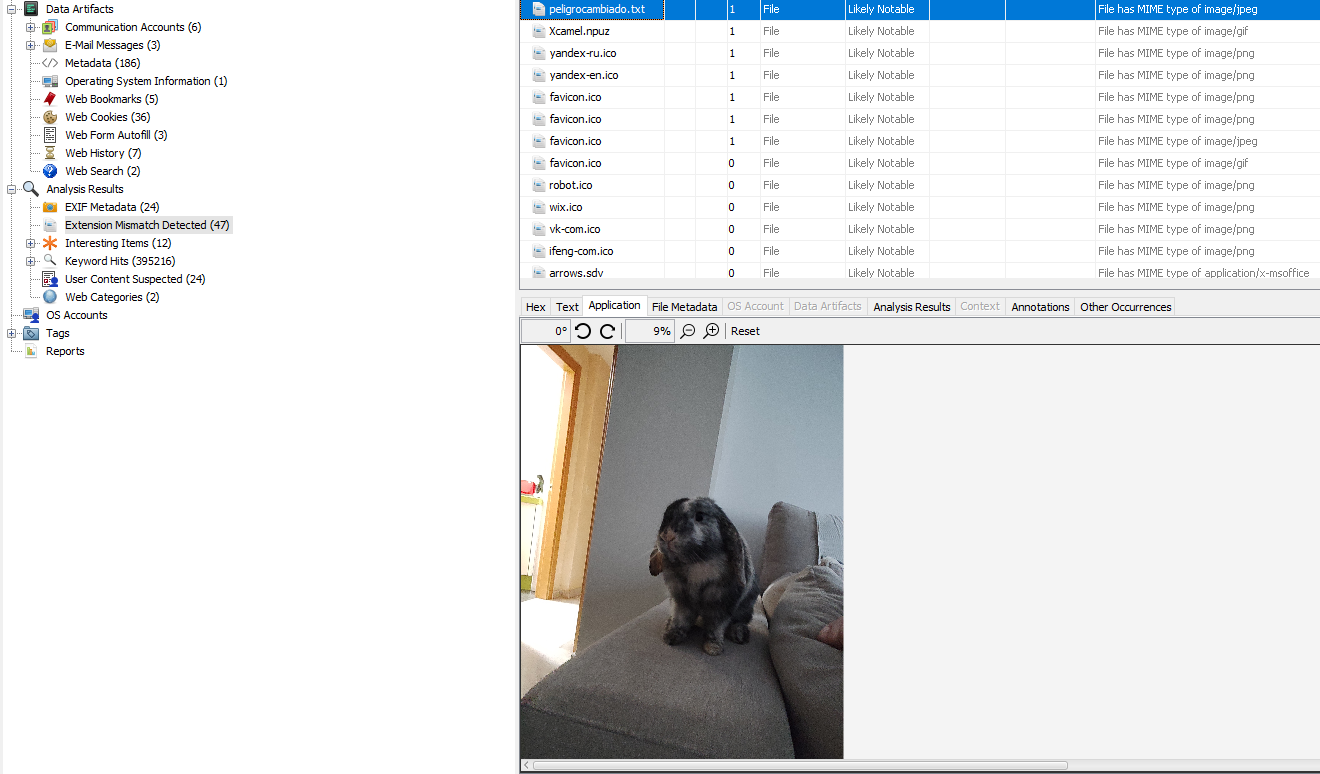 Data Artifacts
Communication Accounts (6)
E-Mail Messages (3)
Metadata (186)
Operating System Information (1)
Web Bookmarks (5)
Web Cookies (36)
Web Form Autofill (3)
Web History (7)
Web Search (2)
Analysis Results
EXIF Metadata (24)
Extension Mismatch Detected (47)
Interesting Items (12)
Keyword Hits (395216)
User Content Suspected (24)
Web Categories (2)
OS Accounts
Tags
Reports
peligrocambiado.txt 1 File Likely Notable File has MIME type of image/jpeg
Xcamel.npuz 1 File Likely Notable File has MIME type of image/gif
yandex-ru.ico 1 File Likely Notable File has MIME type of image/png
yandex-en.ico 1 File Likely Notable File has MIME type of image/png
favicon.ico 1 File Likely Notable File has MIME type of image/png
favicon.ico 1 File Likely Notable File has MIME type of image/png
favicon.ico 1 File Likely Notable File has MIME type of image/jpeg
favicon.ico 0 File Likely Notable File has MIME type of image/gif
robot.ico 0 File Likely Notable File has MIME type of image/png
wix.ico 0 File Likely Notable File has MIME type of image/png
vk-com.ico 0 File Likely Notable File has MIME type of image/png
ifeng-com.ico 0 File Likely Notable File has MIME type of image/png
arrows.sdv 0 File Likely Notable File has MIME type of application/x-msoffice
Hex Text Application File Metadata OS Account Data Artifacts Analysis Results Context Annotations Other Occurrences
0° 9% Reset